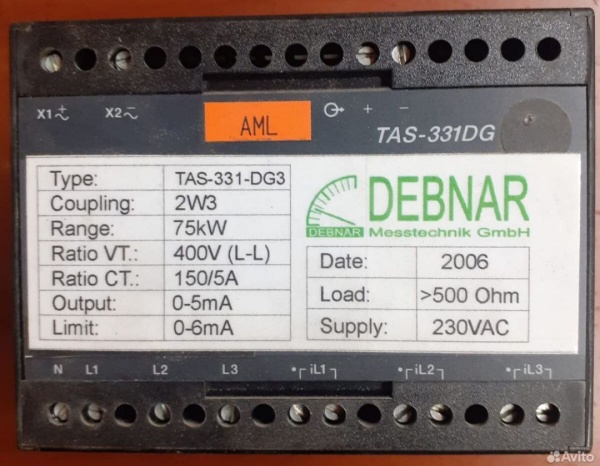 X1 ± ~ X2 ⎓ ~ AML + −
TAS-331DG
Type: TAS-331-DG3
Coupling: 2W3
Range: 75kW
Ratio VT.: 400V (L-L)
Ratio CT.: 150/5A
Output: 0-5mA
Limit: 0-6mA
DEBNAR
DEBNAR Messtechnik GmbH
Date: 2006
Load: >500 Ohm
Supply: 230VAC
N L1 L2 L3 iL1 iL2 iL3
Avito